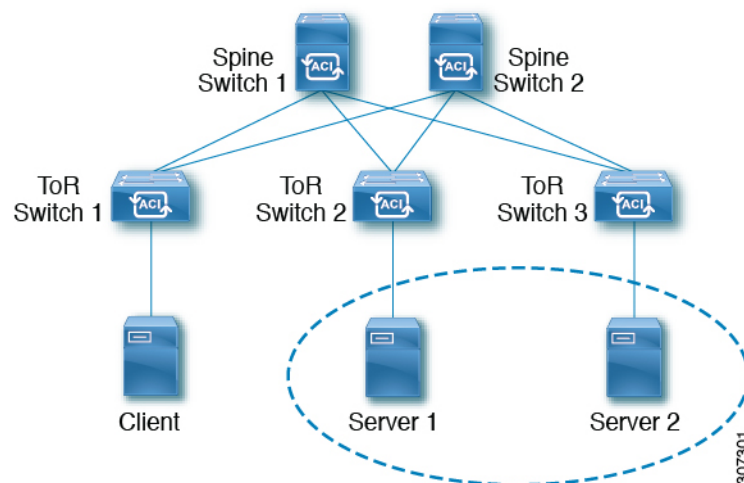 Spine
Switch 1
ACI
ACI
Spine
Switch 2
ToR
Switch 1
ACI
ToR
Switch 2
ACI
ToR
Switch 3
ACI
Client
Server 1
Server 2
307301